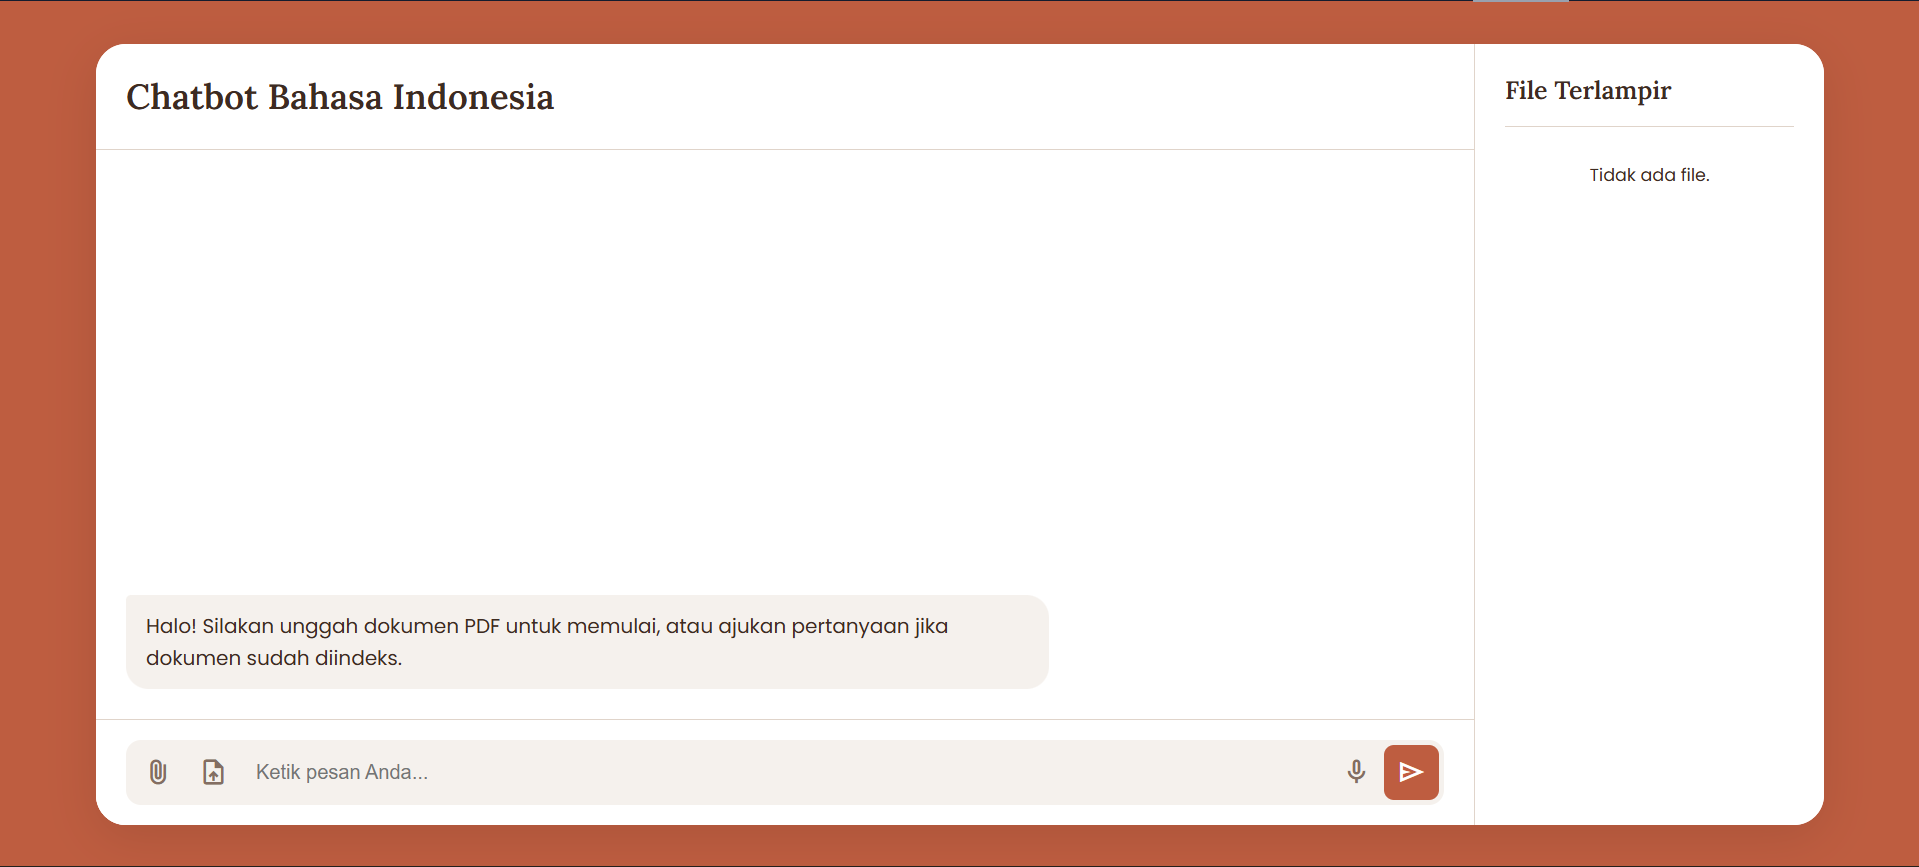 Chatbot Bahasa Indonesia
File Terlampir
Tidak ada file.
Halo! Silakan unggah dokumen PDF untuk memulai, atau ajukan pertanyaan jika
dokumen sudah diindeks.
Ketik pesan Anda...